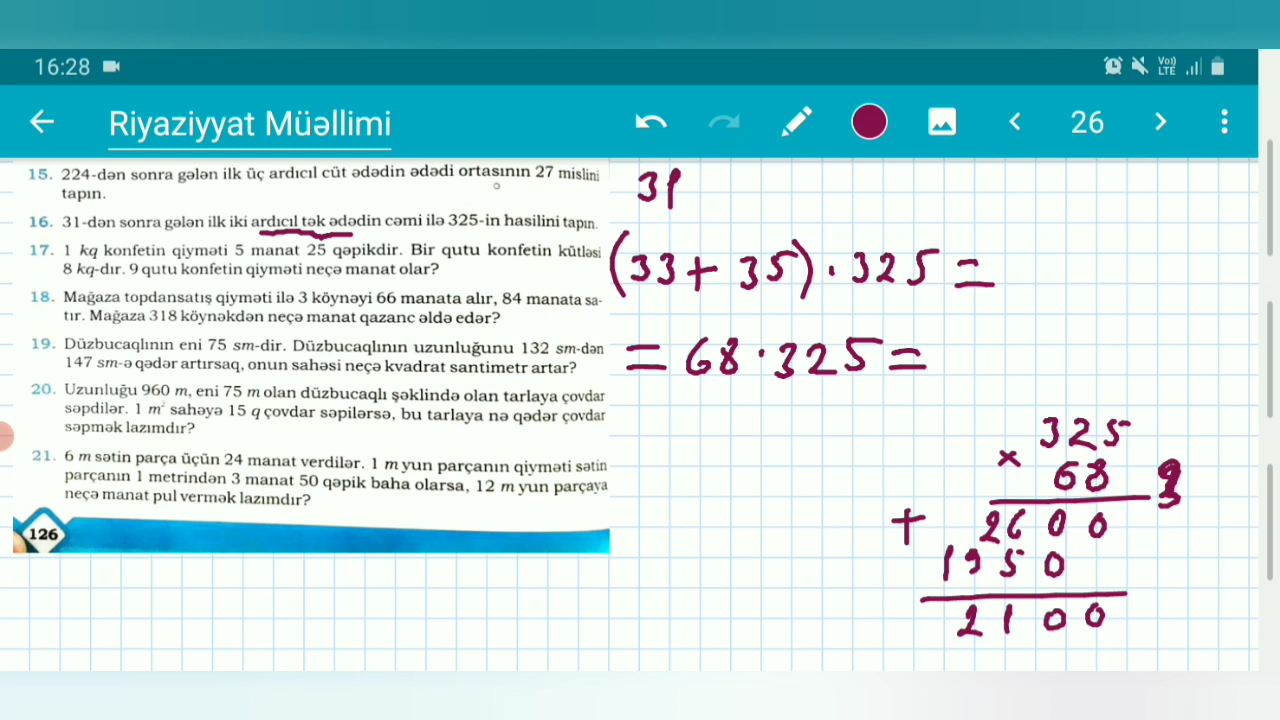 16:28
Vo))
LTE
Riyaziyyat Müəllimi
26
15. 224-dən sonra gələn ilk üç ardıcıl cüt ədədin ədədi ortasının 27 mislini
tapın.
16. 31-dən sonra gələn ilk iki ardıcıl tək ədədin cəmi ilə 325-in hasilini tapın.
17. 1 kq konfetin qiyməti 5 manat 25 qəpikdir. Bir qutu konfetin kütləsi
8 kq-dır. 9 qutu konfetin qiyməti neçə manat olar?
18. Mağaza topdansatış qiyməti ilə 3 köynəyi 66 manata alır, 84 manata sa-
tır. Mağaza 318 köynəkdən neçə manat qazanc əldə edər?
19. Düzbucaqlının eni 75 sm-dir. Düzbucaqlının uzunluğunu 132 sm-dən
147 sm-ə qədər artırsaq, onun sahəsi neçə kvadrat santimetr artar?
20. Uzunluğu 960 m, eni 75 m olan düzbucaqlı şəklində olan tarlaya çovdar
səpdilər. 1 m² sahəyə 15 q çovdar səpilərsə, bu tarlaya nə qədər çovdar
səpmək lazımdır?
21. 6 m sətin parça üçün 24 manat verdilər. 1 m yun parçanın qiyməti sətin
parçanın 1 metrindən 3 manat 50 qəpik baha olarsa, 12 m yun parçaya
neçə manat pul vermək lazımdır?
126
31
(33+35)·325=
=68·325=
325
× 68
+ 2600
1950
2100